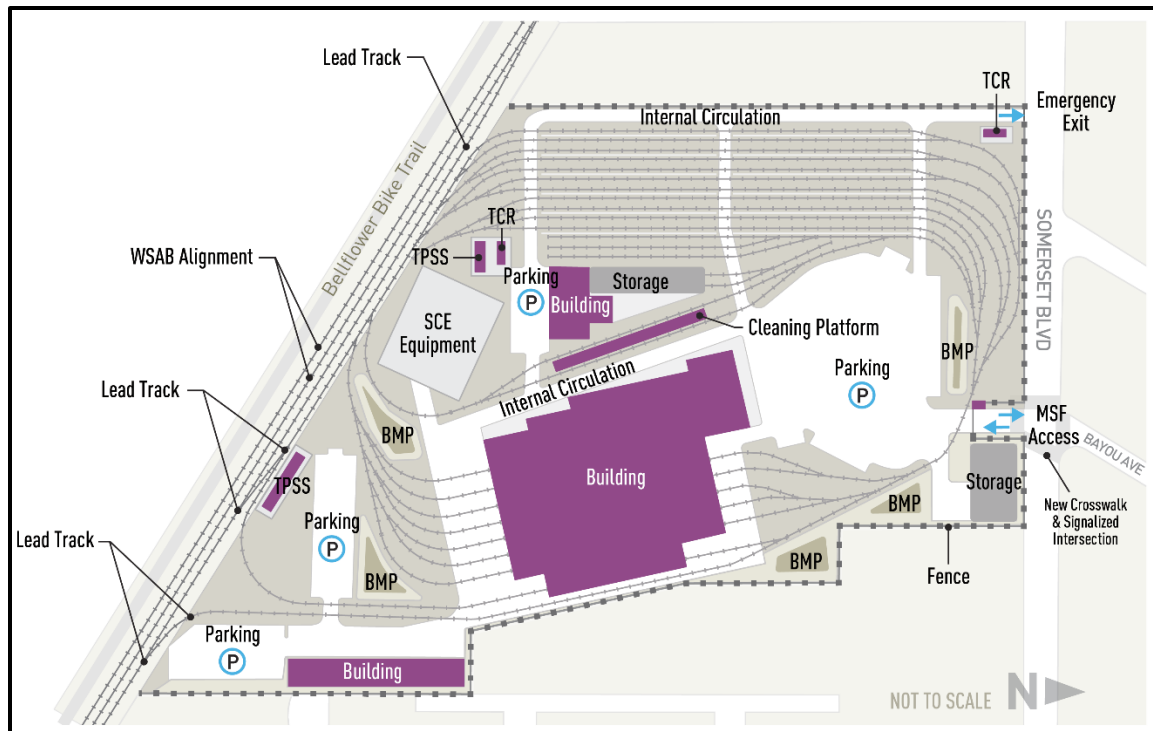 Lead Track
TCR
Emergency
Exit
Internal Circulation
Bellflower Bike Trail
TCR
TPSS
WSAB Alignment
Parking
P
Storage
Building
SCE
Equipment
Cleaning Platform
SOMERSET BLVD
Internal Circulation
BMP
Parking
P
Lead Track
BMP
MSF
Access
BAYOU AVE
Building
TPSS
Storage
BMP
New Crosswalk
& Signalized
Intersection
Parking
P
Lead Track
BMP
BMP
Fence
Parking
P
Building
NOT TO SCALE
N